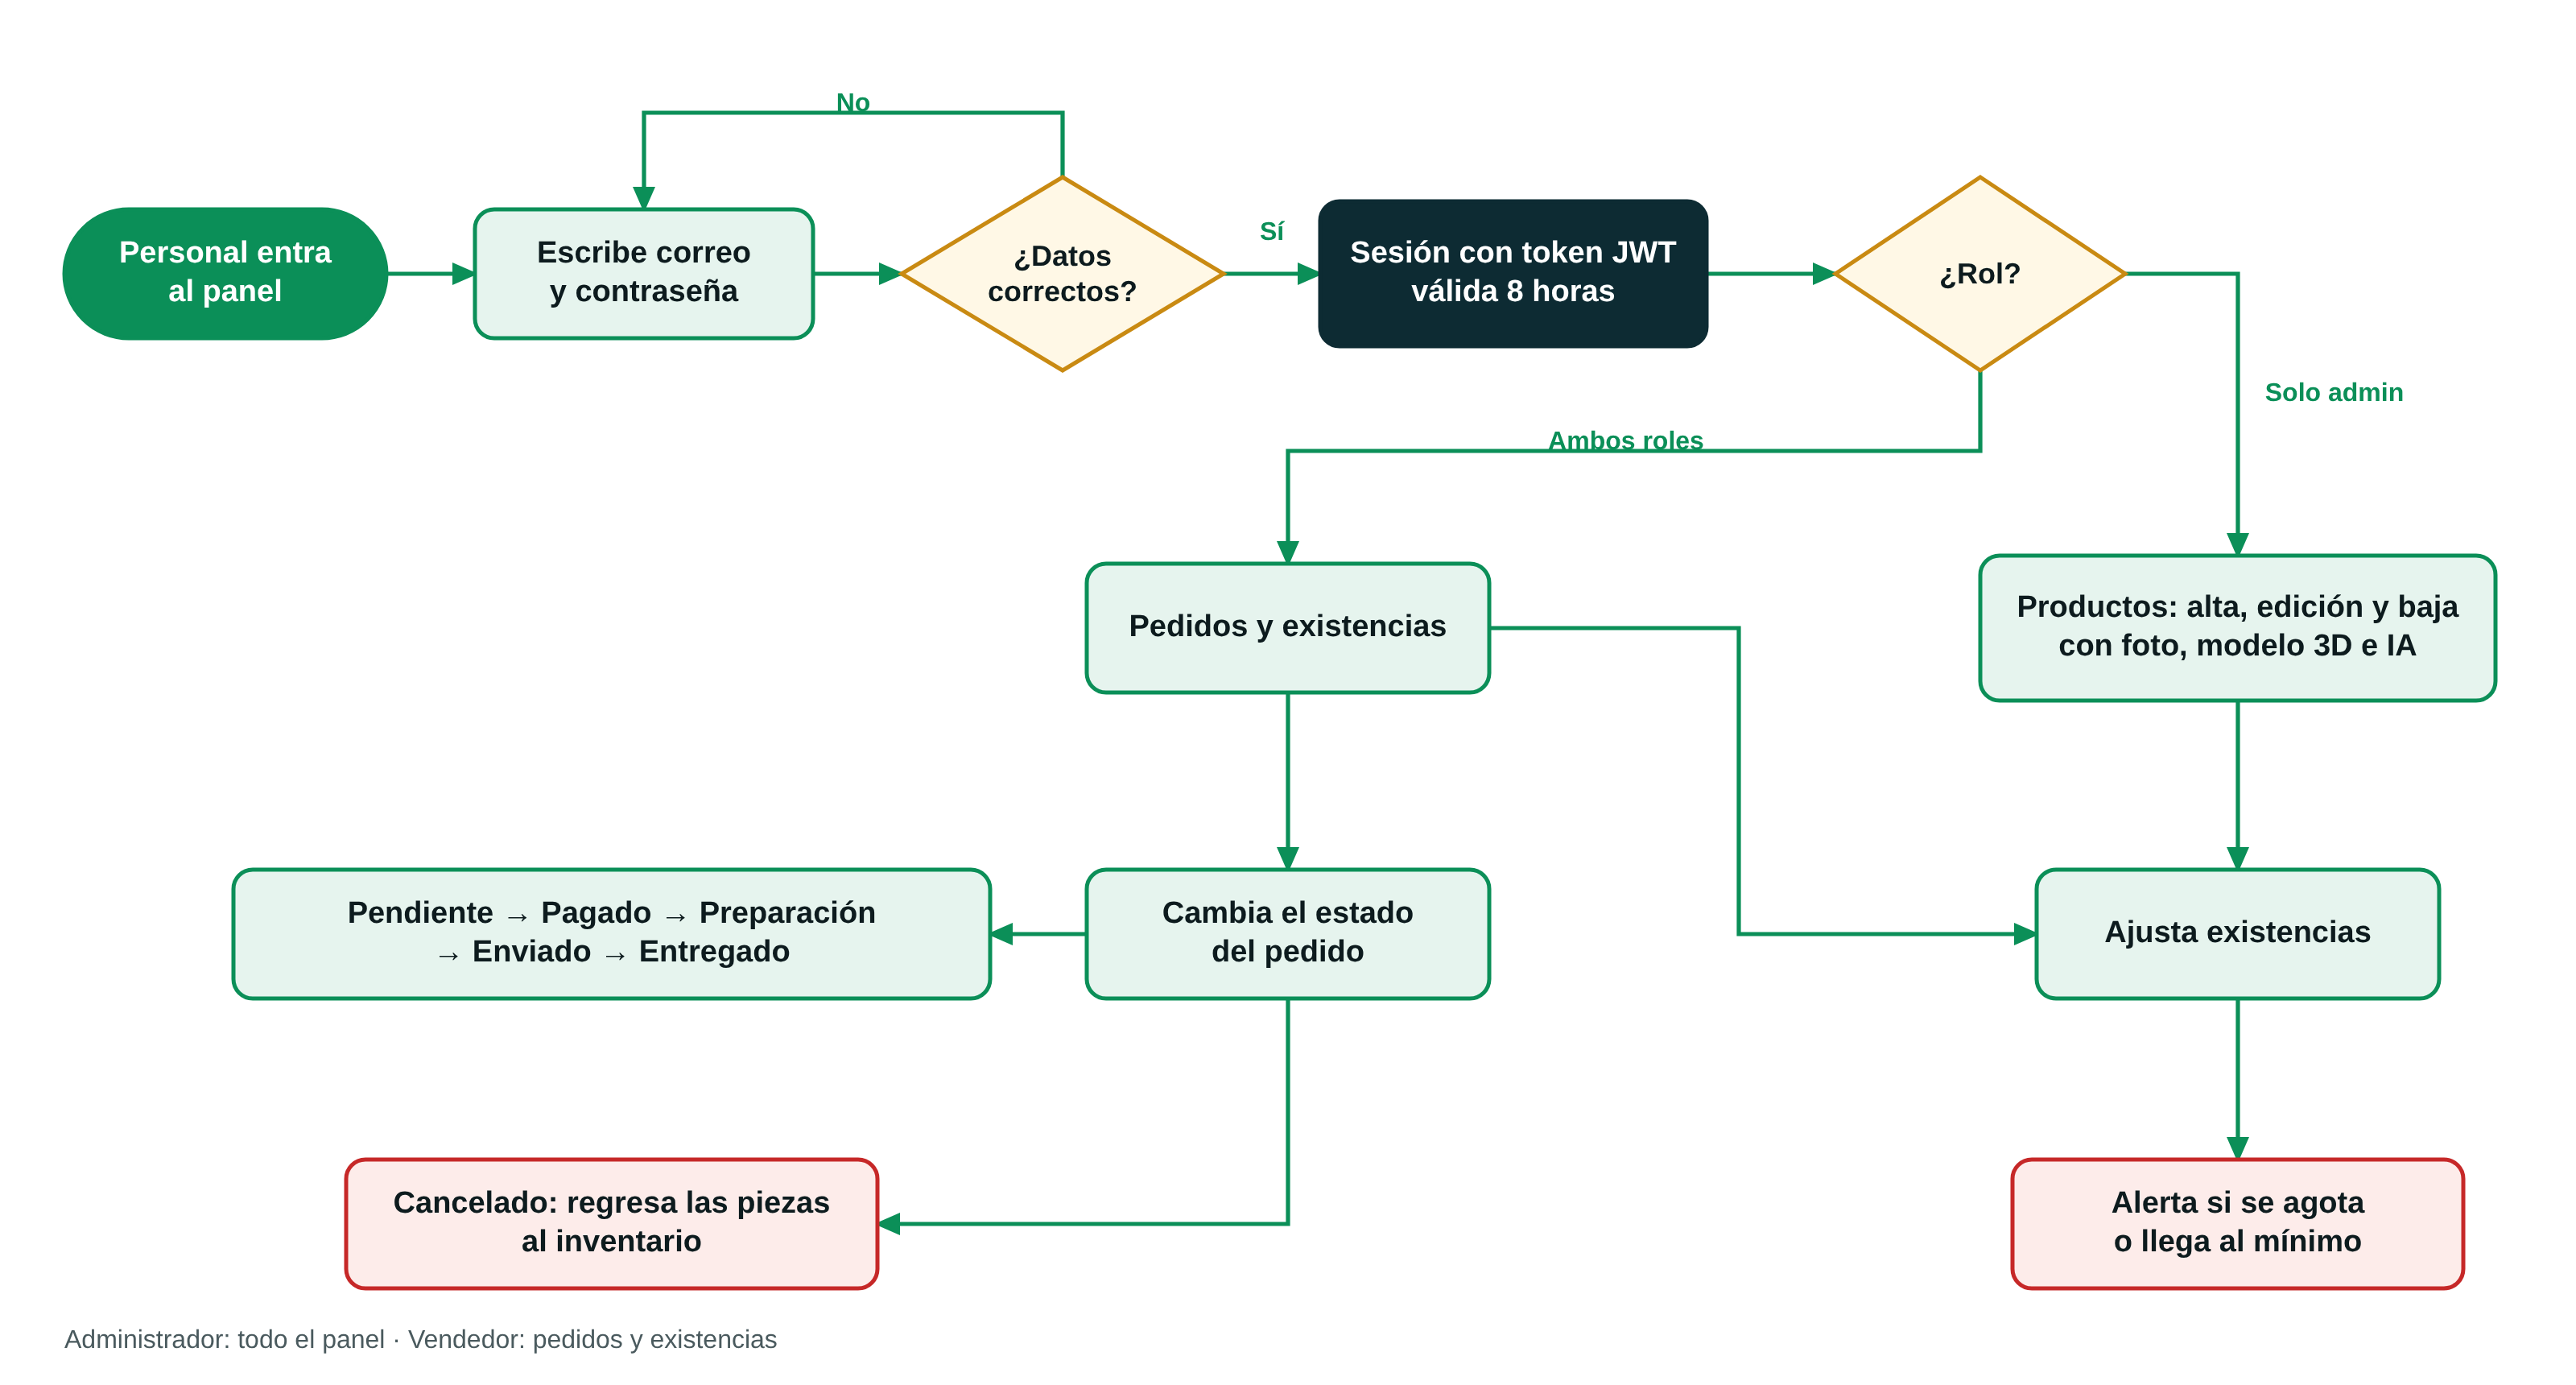 No
Personal entra
al panel
Escribe correo
y contraseña
¿Datos
correctos?
Sí
Sesión con token JWT
válida 8 horas
¿Rol?
Solo admin
Ambos roles
Pedidos y existencias
Productos: alta, edición y baja
con foto, modelo 3D e IA
Pendiente → Pagado → Preparación
→ Enviado → Entregado
Cambia el estado
del pedido
Ajusta existencias
Cancelado: regresa las piezas
al inventario
Alerta si se agota
o llega al mínimo
Administrador: todo el panel · Vendedor: pedidos y existencias